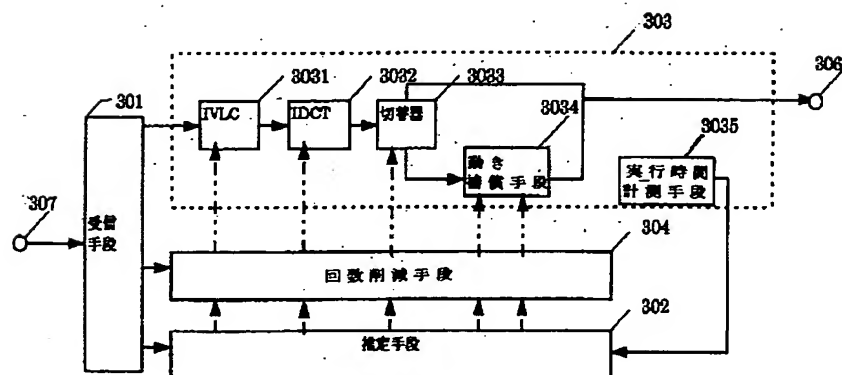 303
306
3031
3032
3033
301
IVLC
IDCT
切替器
3034
3035
動き
補償手段
実行時間
計測手段
307
受信
手段
304
回数削減手段
302
推定手段